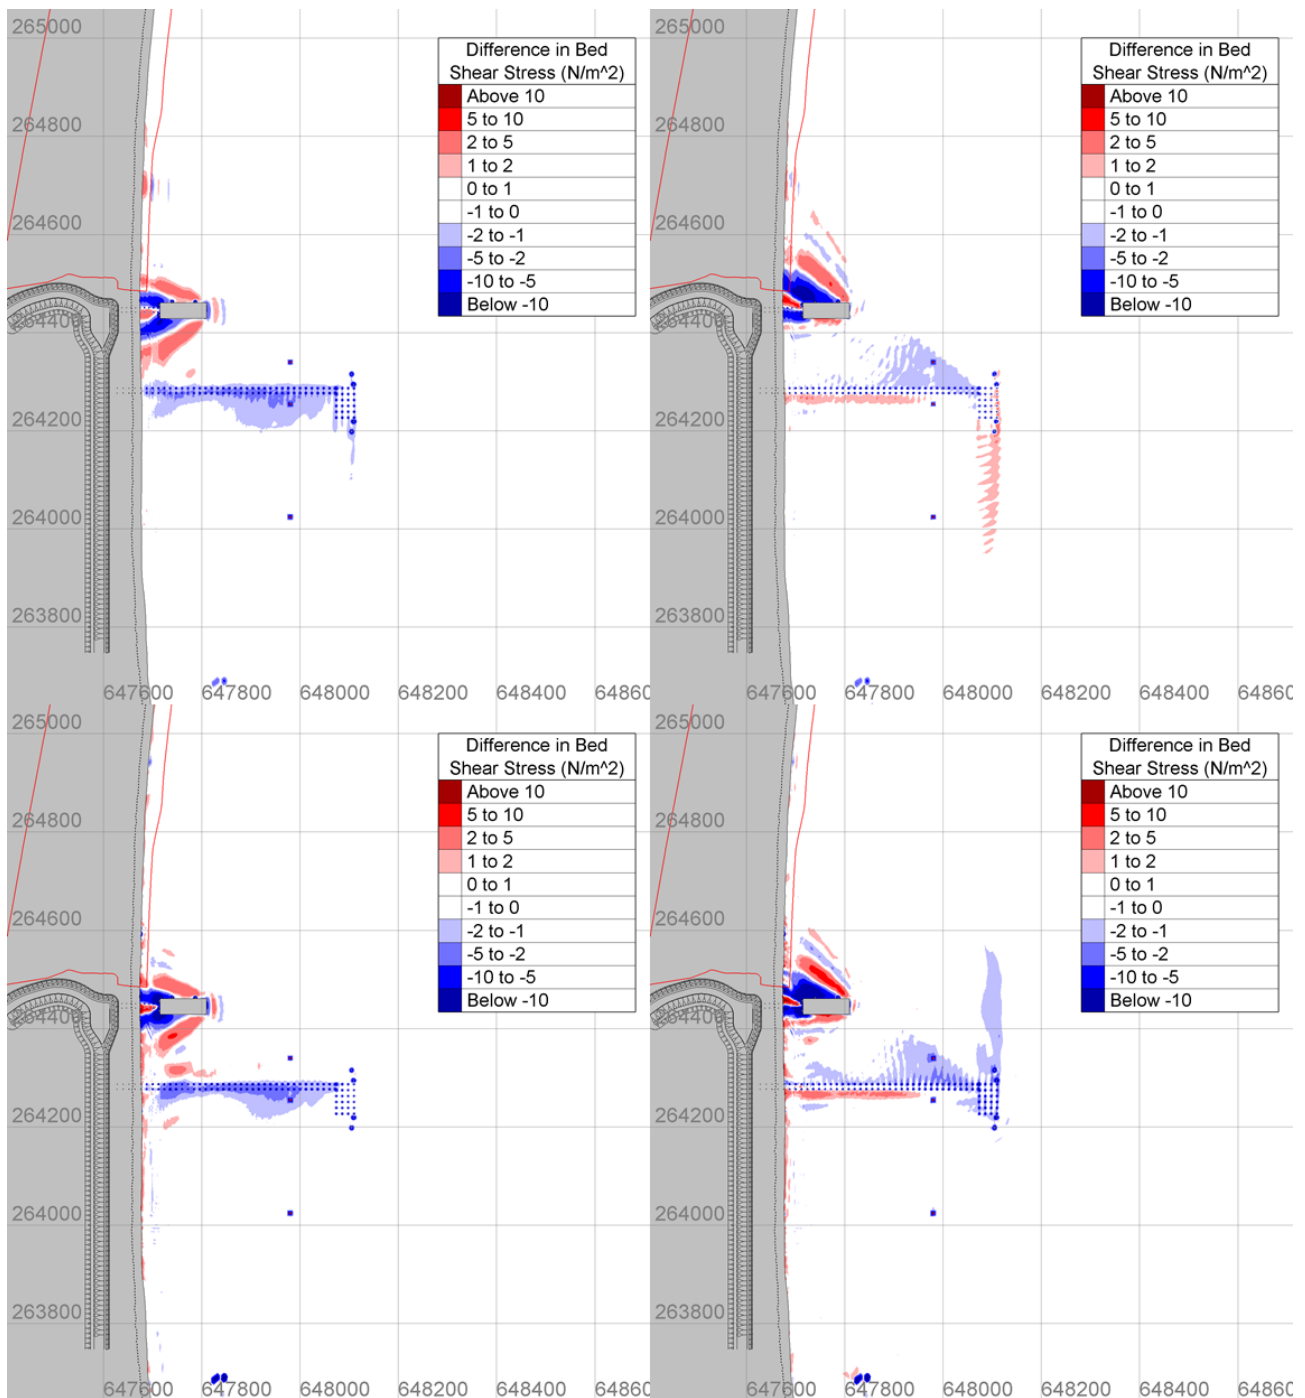 265000
264800
264600
264400
264200
264000
263800
647600 647800 648000 648200 648400 64860
Difference in Bed
Shear Stress (N/m^2)
Above 10
5 to 10
2 to 5
1 to 2
0 to 1
-1 to 0
-2 to -1
-5 to -2
-10 to -5
Below -10
265000
264800
264600
264400
264200
264000
263800
647600 647800 648000 648200 648400 64860
Difference in Bed
Shear Stress (N/m^2)
Above 10
5 to 10
2 to 5
1 to 2
0 to 1
-1 to 0
-2 to -1
-5 to -2
-10 to -5
Below -10
265000
264800
264600
264400
264200
264000
263800
647600 647800 648000 648200 648400 64860
Difference in Bed
Shear Stress (N/m^2)
Above 10
5 to 10
2 to 5
1 to 2
0 to 1
-1 to 0
-2 to -1
-5 to -2
-10 to -5
Below -10
265000
264800
264600
264400
264200
264000
263800
647600 647800 648000 648200 648400 64860
Difference in Bed
Shear Stress (N/m^2)
Above 10
5 to 10
2 to 5
1 to 2
0 to 1
-1 to 0
-2 to -1
-5 to -2
-10 to -5
Below -10